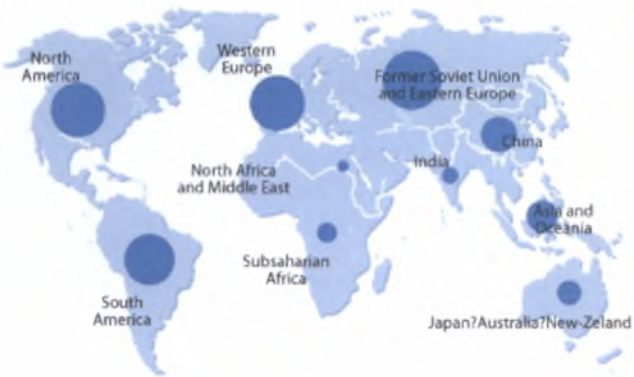 North
America
Western
Europe
Former Soviet Union
and Eastern Europe
China
India
North Africa
and Middle East
Asia and
Oceania
Subsaharian
Africa
South
America
Japan?Australia?New-Zeland